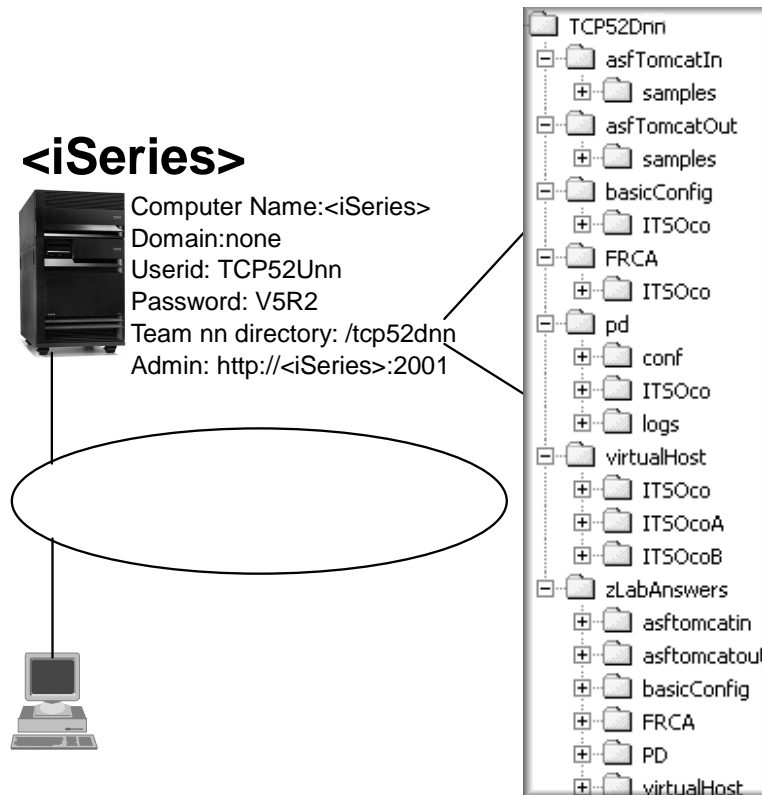 <iSeries>
Computer Name:<iSeries>
Domain:none
Userid: TCP52Unn
Password: V5R2
Team nn directory: /tcp52dnn
Admin: http://<iSeries>:2001
TCP52Dnn
asfTomcatIn
samples
asfTomcatOut
samples
basicConfig
ITSOco
FRCA
ITSOco
pd
conf
ITSOco
logs
virtualHost
ITSOco
ITSOcoA
ITSOcoB
zLabAnswers
asftomcatin
asftomcatout
basicConfig
FRCA
PD
virtualHost